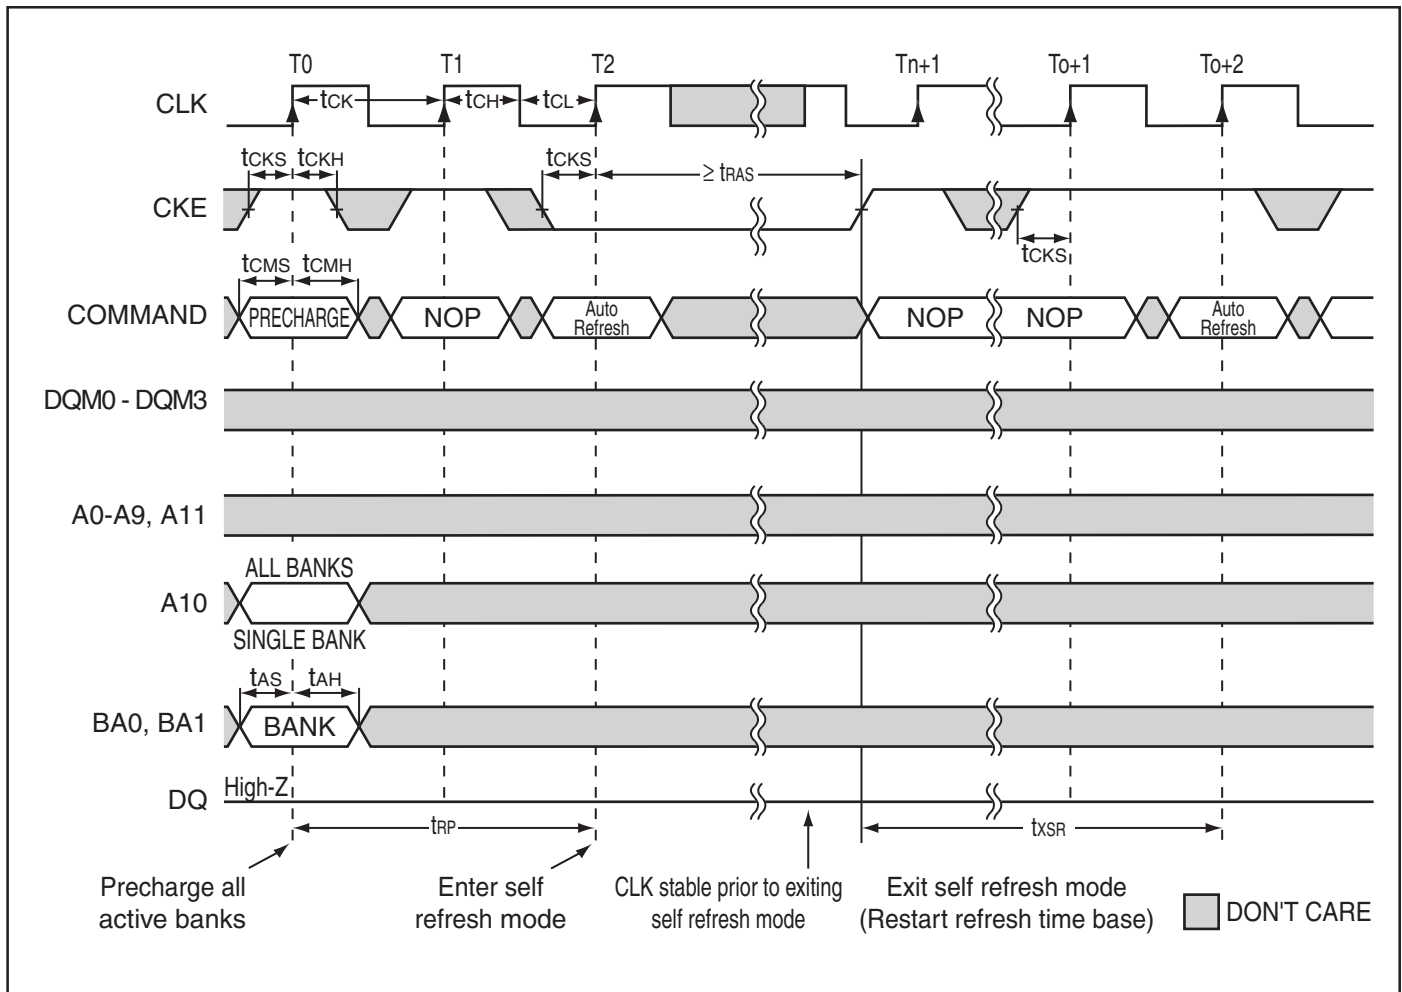 T0 T1 T2 Tn+1 To+1 To+2
CLK tCK tCH tCL
tCKS tCKH tCKS ≥ tRAS
CKE
tCKS
tCMS tCMH
COMMAND PRECHARGE NOP Auto Refresh NOP NOP Auto Refresh
DQM0 - DQM3
A0-A9, A11
ALL BANKS
A10
SINGLE BANK
tAS tAH
BA0, BA1 BANK
DQ High-Z
tRP tXSR
Precharge all
active banks
Enter self
refresh mode
CLK stable prior to exiting
self refresh mode
Exit self refresh mode
(Restart refresh time base)
DON'T CARE